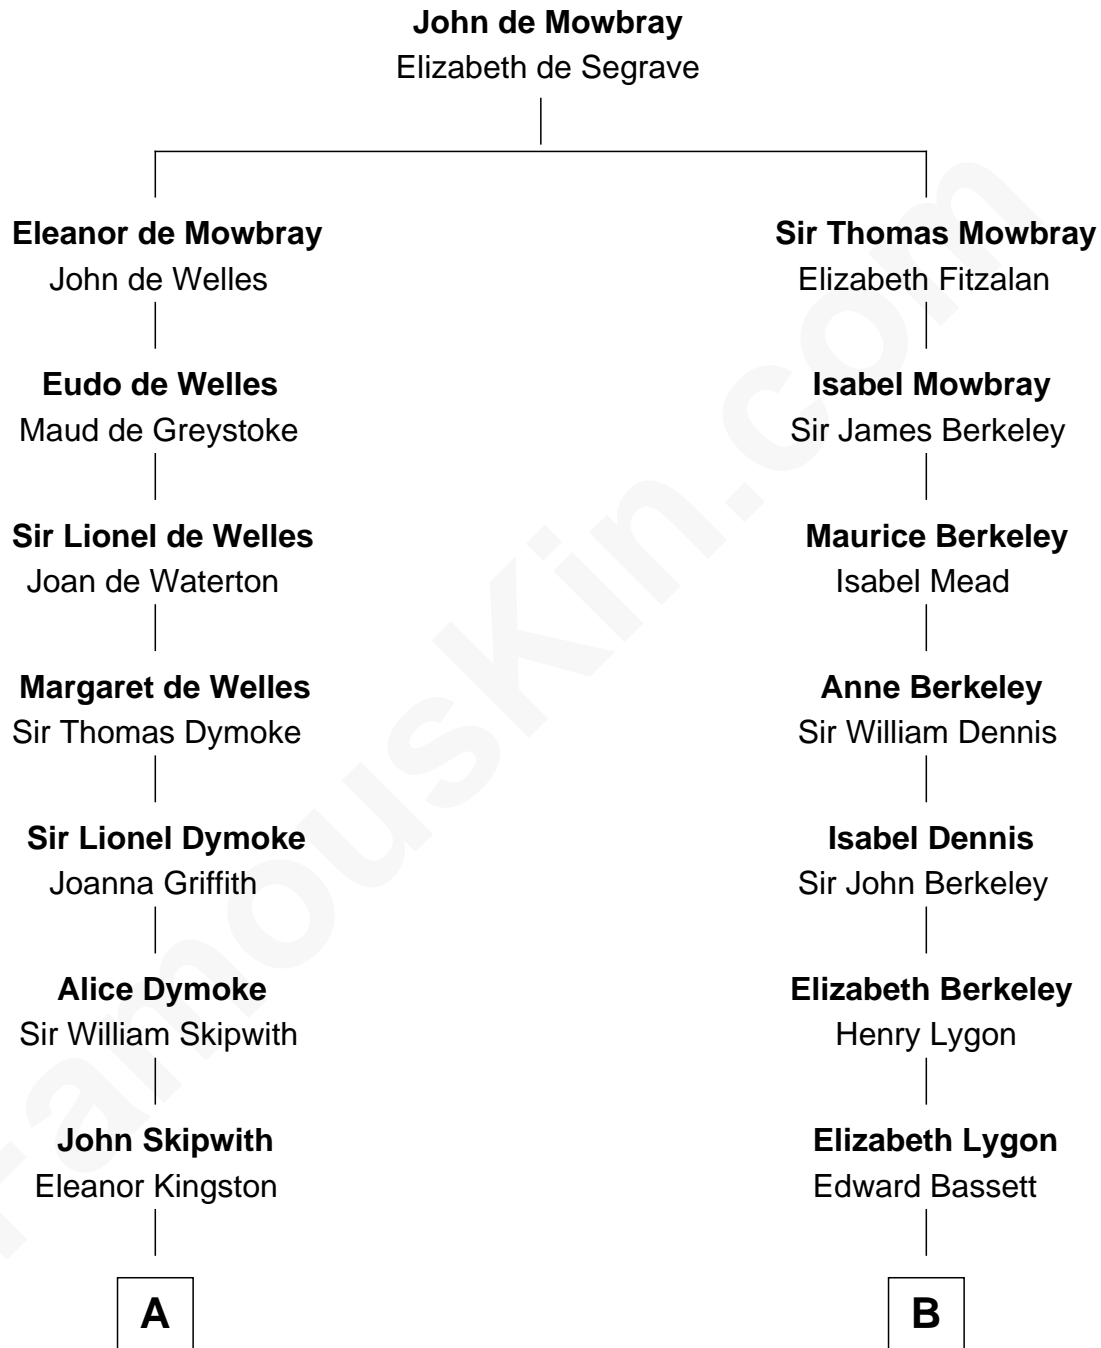 John de Mowbray
Elizabeth de Segrave
Eleanor de Mowbray
John de Welles
Eudo de Welles
Maud de Greystoke
Sir Lionel de Welles
Joan de Waterton
Margaret de Welles
Sir Thomas Dymoke
Sir Lionel Dymoke
Joanna Griffith
Alice Dymoke
Sir William Skipwith
John Skipwith
Eleanor Kingston
A
Sir Thomas Mowbray
Elizabeth Fitzalan
Isabel Mowbray
Sir James Berkeley
Maurice Berkeley
Isabel Mead
Anne Berkeley
Sir William Dennis
Isabel Dennis
Sir John Berkeley
Elizabeth Berkeley
Henry Lygon
Elizabeth Lygon
Edward Bassett
B
FamousKin.com